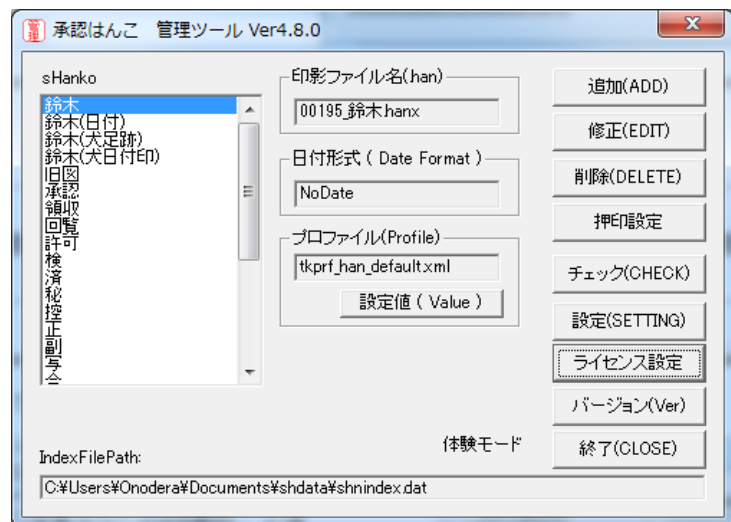 管理 承認はんこ 管理ツール Ver4.8.0
sHanko
鈴木
鈴木(日付)
鈴木(犬足跡)
鈴木(犬日付印)
旧図
承認
領収
回覧
許可
検
済
秘
控
正
副
写
印影ファイル名(han)
00195_鈴木.hanx
日付形式 ( Date Format )
NoDate
プロファイル(Profile)
tkprf_han_default.xml
設定値 ( Value )
追加(ADD)
修正(EDIT)
削除(DELETE)
押印設定
チェック(CHECK)
設定(SETTING)
ライセンス設定
バージョン(Ver)
終了(CLOSE)
体験モード
IndexFilePath:
C:¥Users¥Onodera¥Documents¥shdata¥shnindex.dat